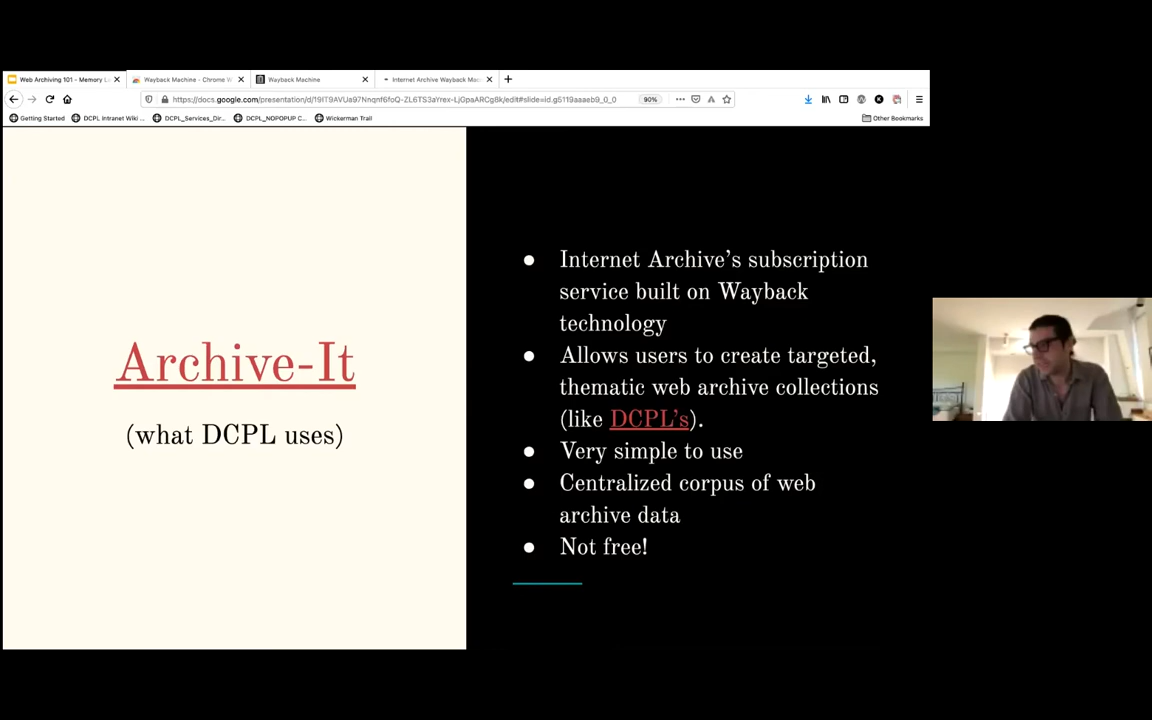 Web Archiving 101 - Memory L
Wayback Machine - Chrome W
Wayback Machine
Internet Archive Wayback Mac
90%
Getting Started
DCPL Intranet Wiki ...
DCPL_Services_Dir...
DCPL_NOPOPUP C...
Wickerman Trail
Other Bookmarks
Archive-It
(what DCPL uses)
● Internet Archive’s subscription
service built on Wayback
technology
● Allows users to create targeted,
thematic web archive collections
(like DCPL’s).
● Very simple to use
● Centralized corpus of web
archive data
● Not free!